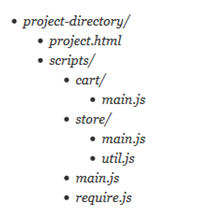 project-directory/
project.html
scripts/
cart/
main.js
store/
main.js
util.js
main.js
require.js